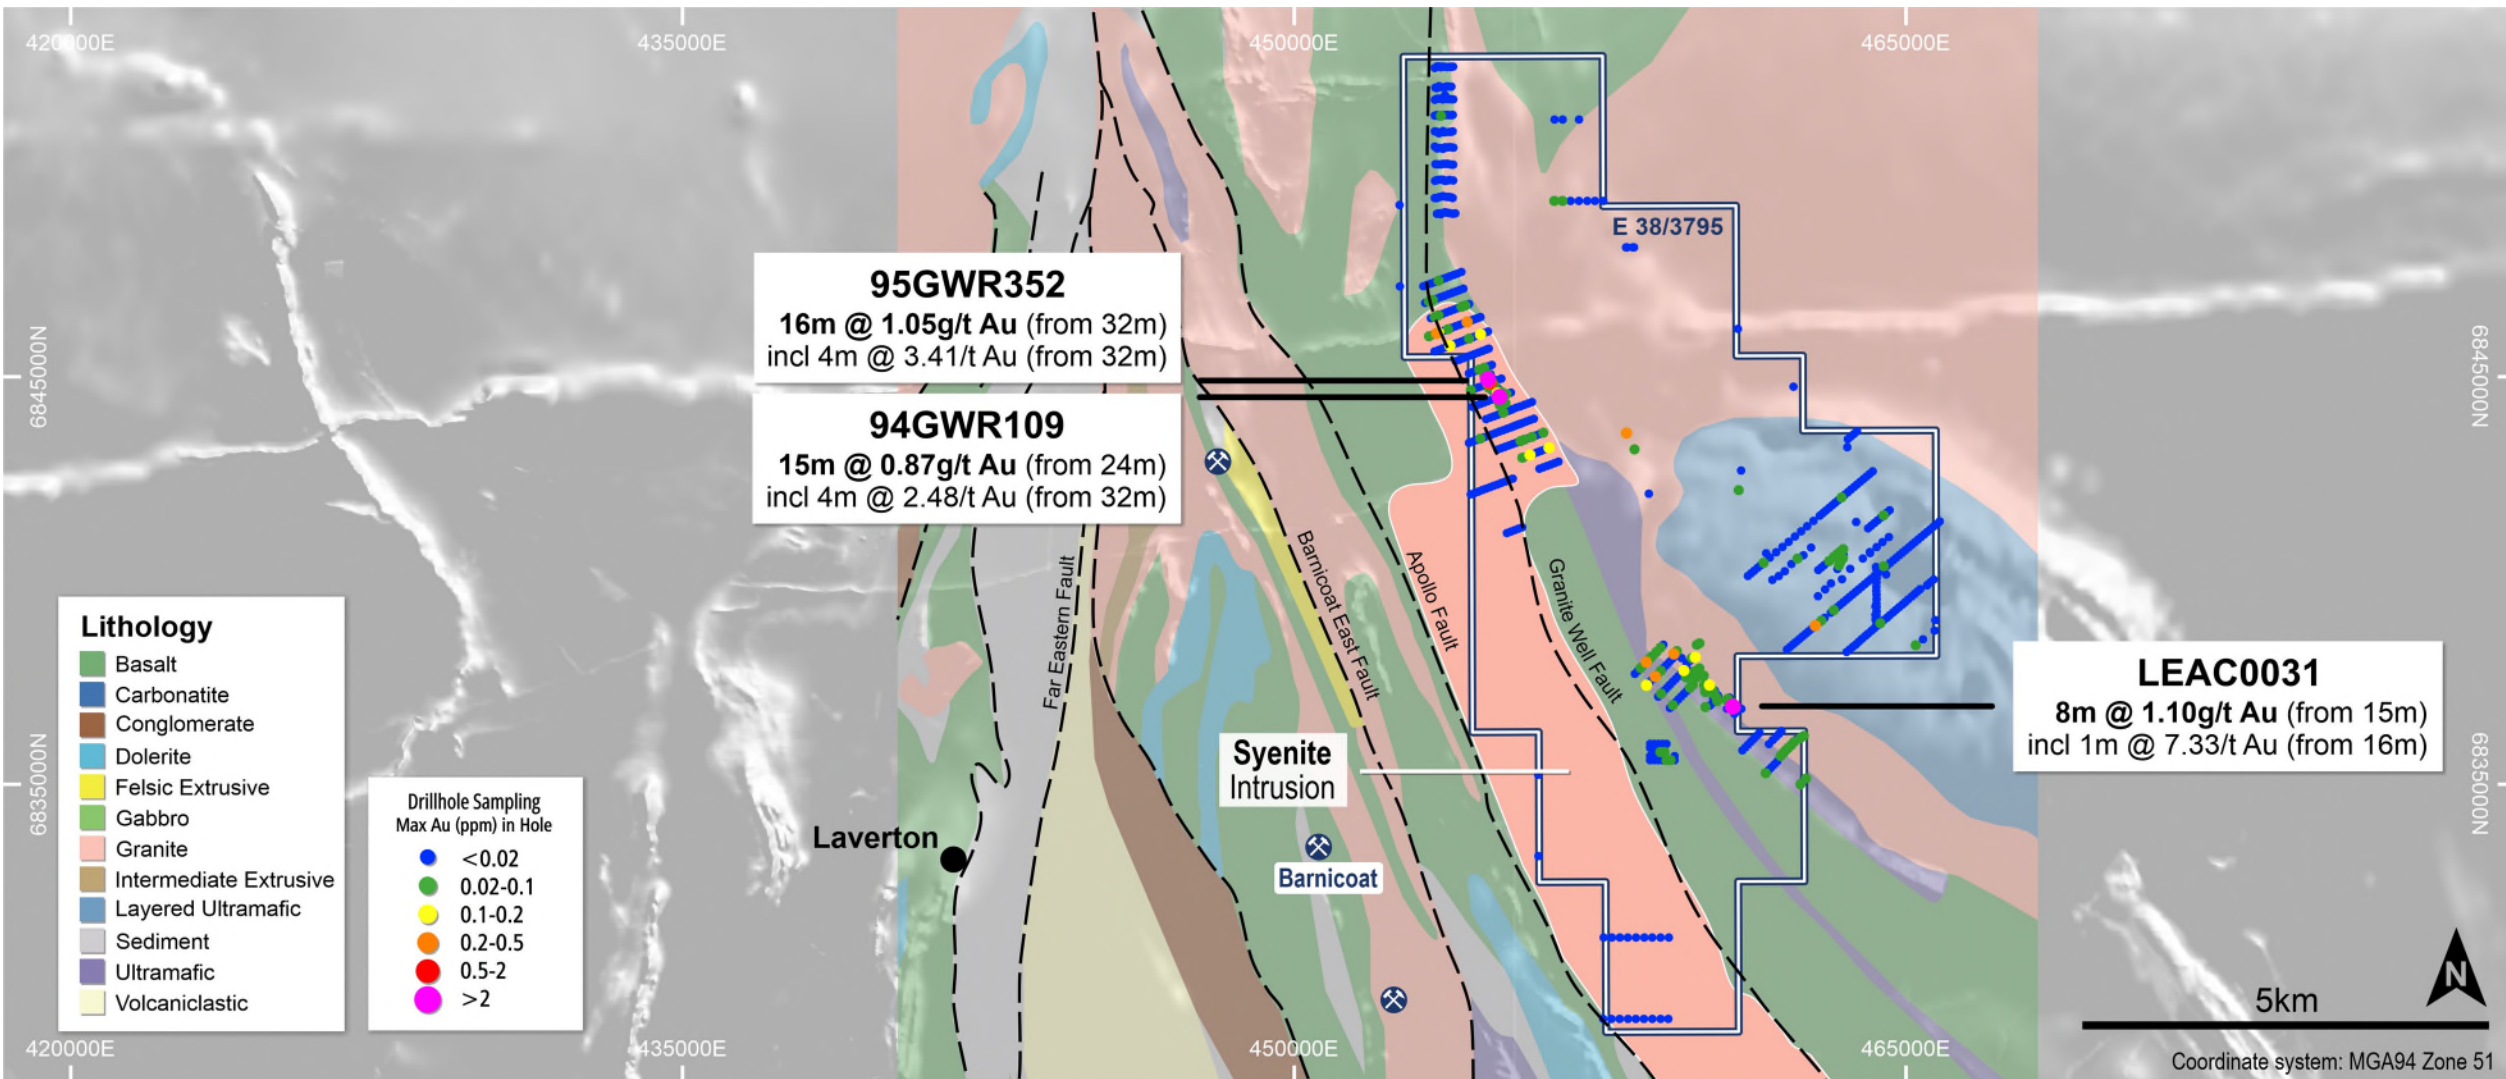 420000E
435000E
450000E
465000E
E 38/3795
95GWR352
16m @ 1.05g/t Au (from 32m)
incl 4m @ 3.41/t Au (from 32m)
6845000N
6845000N
94GWR109
15m @ 0.87g/t Au (from 24m)
incl 4m @ 2.48/t Au (from 32m)
Far Eastern Fault
Barnicoat East Fault
Apollo Fault
Granite Well Fault
Lithology
Basalt
Carbonatite
Conglomerate
Dolerite
Felsic Extrusive
Gabbro
Granite
Intermediate Extrusive
Layered Ultramafic
Sediment
Ultramafic
Volcaniclastic
LEAC0031
8m @ 1.10g/t Au (from 15m)
incl 1m @ 7.33/t Au (from 16m)
6835000N
6835000N
Syenite
Intrusion
Drillhole Sampling
Max Au (ppm) in Hole
<0.02
0.02-0.1
0.1-0.2
0.2-0.5
0.5-2
>2
Laverton
Barnicoat
N
5km
420000E
435000E
450000E
465000E
Coordinate system: MGA94 Zone 51